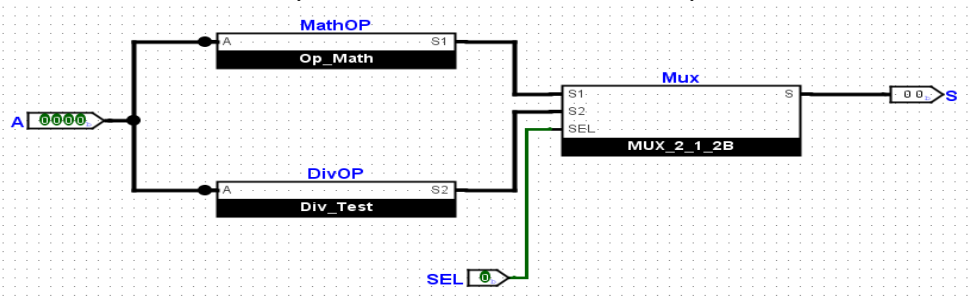 MathOP
A S1
Op_Math
Mux
S1 S
S2
SEL
MUX_2_1_2B
A 0000
00 S
DivOP
A S2
Div_Test
SEL 0